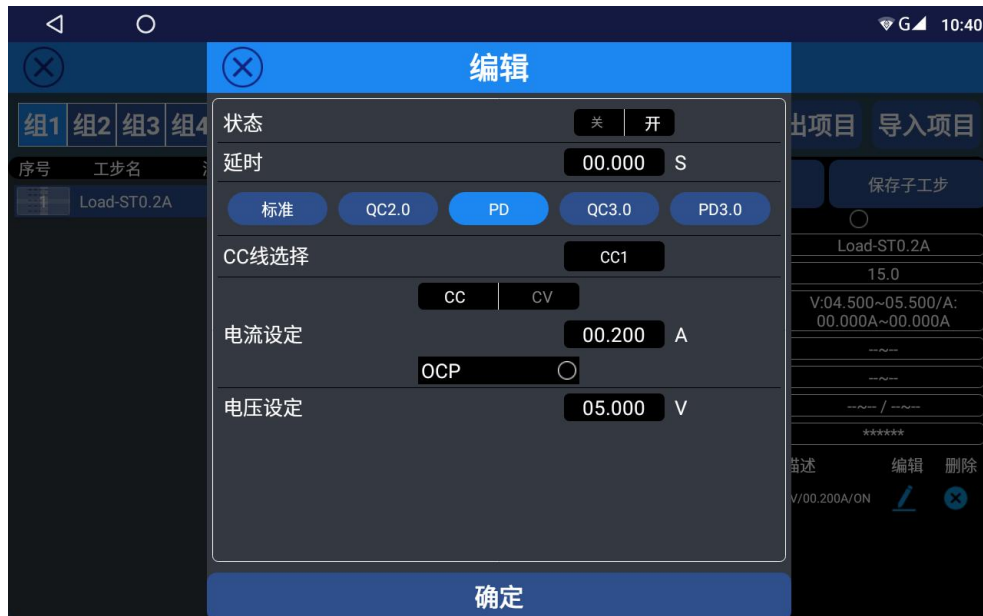 G 10:40
编辑
组1 组2 组3 组4 出项目 导入项目
状态 关 开
序号 工步名
延时 00.000 S
保存子工步
1 Load-ST0.2A
标准 QC2.0 PD QC3.0 PD3.0
Load-ST0.2A
CC线选择 CC1
15.0
CC CV
V:04.500~05.500/A:
00.000A~00.000A
电流设定 00.200 A
--~--
OCP
--~--
电压设定 05.000 V
--~-- / --~--
******
描述 编辑 删除
V/00.200A/ON
确定